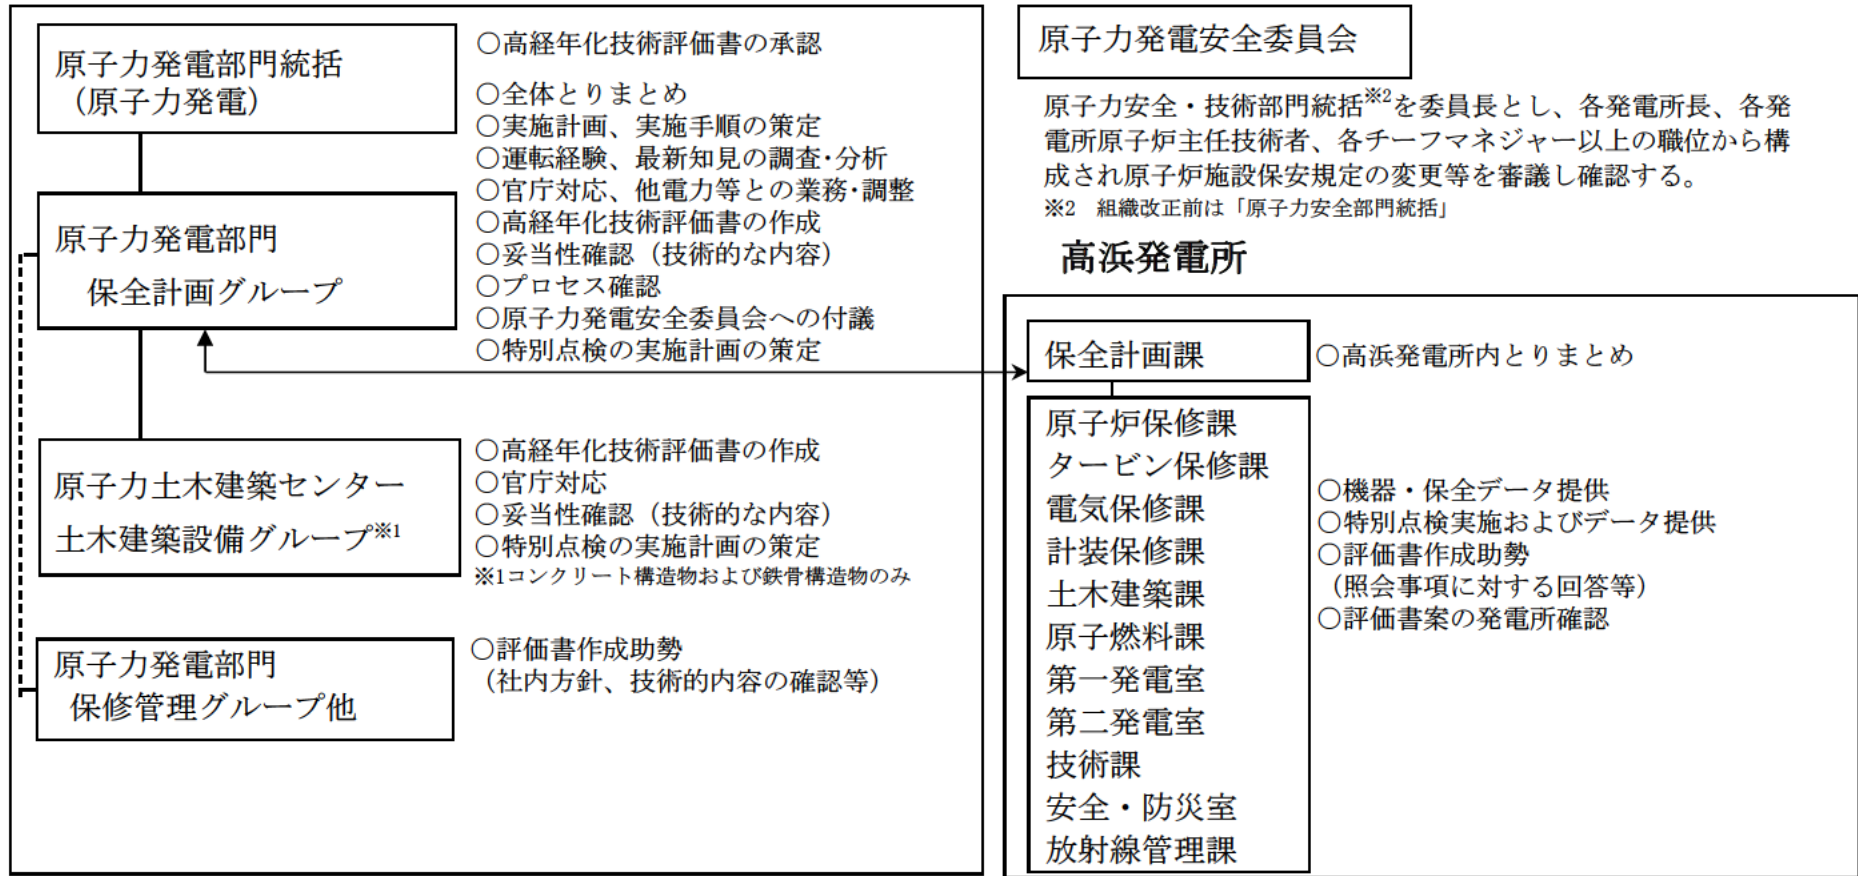 原子力発電部門統括
（原子力発電）
○高経年化技術評価書の承認
○全体とりまとめ
○実施計画、実施手順の策定
○運転経験、最新知見の調査･分析
○官庁対応、他電力等との業務･調整
○高経年化技術評価書の作成
○妥当性確認（技術的な内容）
○プロセス確認
○原子力発電安全委員会への付議
○特別点検の実施計画の策定
原子力発電部門
保全計画グループ
原子力土木建築センター
土木建築設備グループ※1
○高経年化技術評価書の作成
○官庁対応
○妥当性確認（技術的な内容）
○特別点検の実施計画の策定
※1コンクリート構造物および鉄骨構造物のみ
原子力発電部門
保修管理グループ他
○評価書作成助勢
（社内方針、技術的内容の確認等）
原子力発電安全委員会
原子力安全・技術部門統括※2を委員長とし、各発電所長、各発
電所原子炉主任技術者、各チーフマネジャー以上の職位から構
成され原子炉施設保安規定の変更等を審議し確認する。
※2　組織改正前は「原子力安全部門統括」
高浜発電所
保全計画課
○高浜発電所内とりまとめ
原子炉保修課
タービン保修課
電気保修課
計装保修課
土木建築課
原子燃料課
第一発電室
第二発電室
技術課
安全・防災室
放射線管理課
○機器・保全データ提供
○特別点検実施およびデータ提供
○評価書作成助勢
（照会事項に対する回答等）
○評価書案の発電所確認